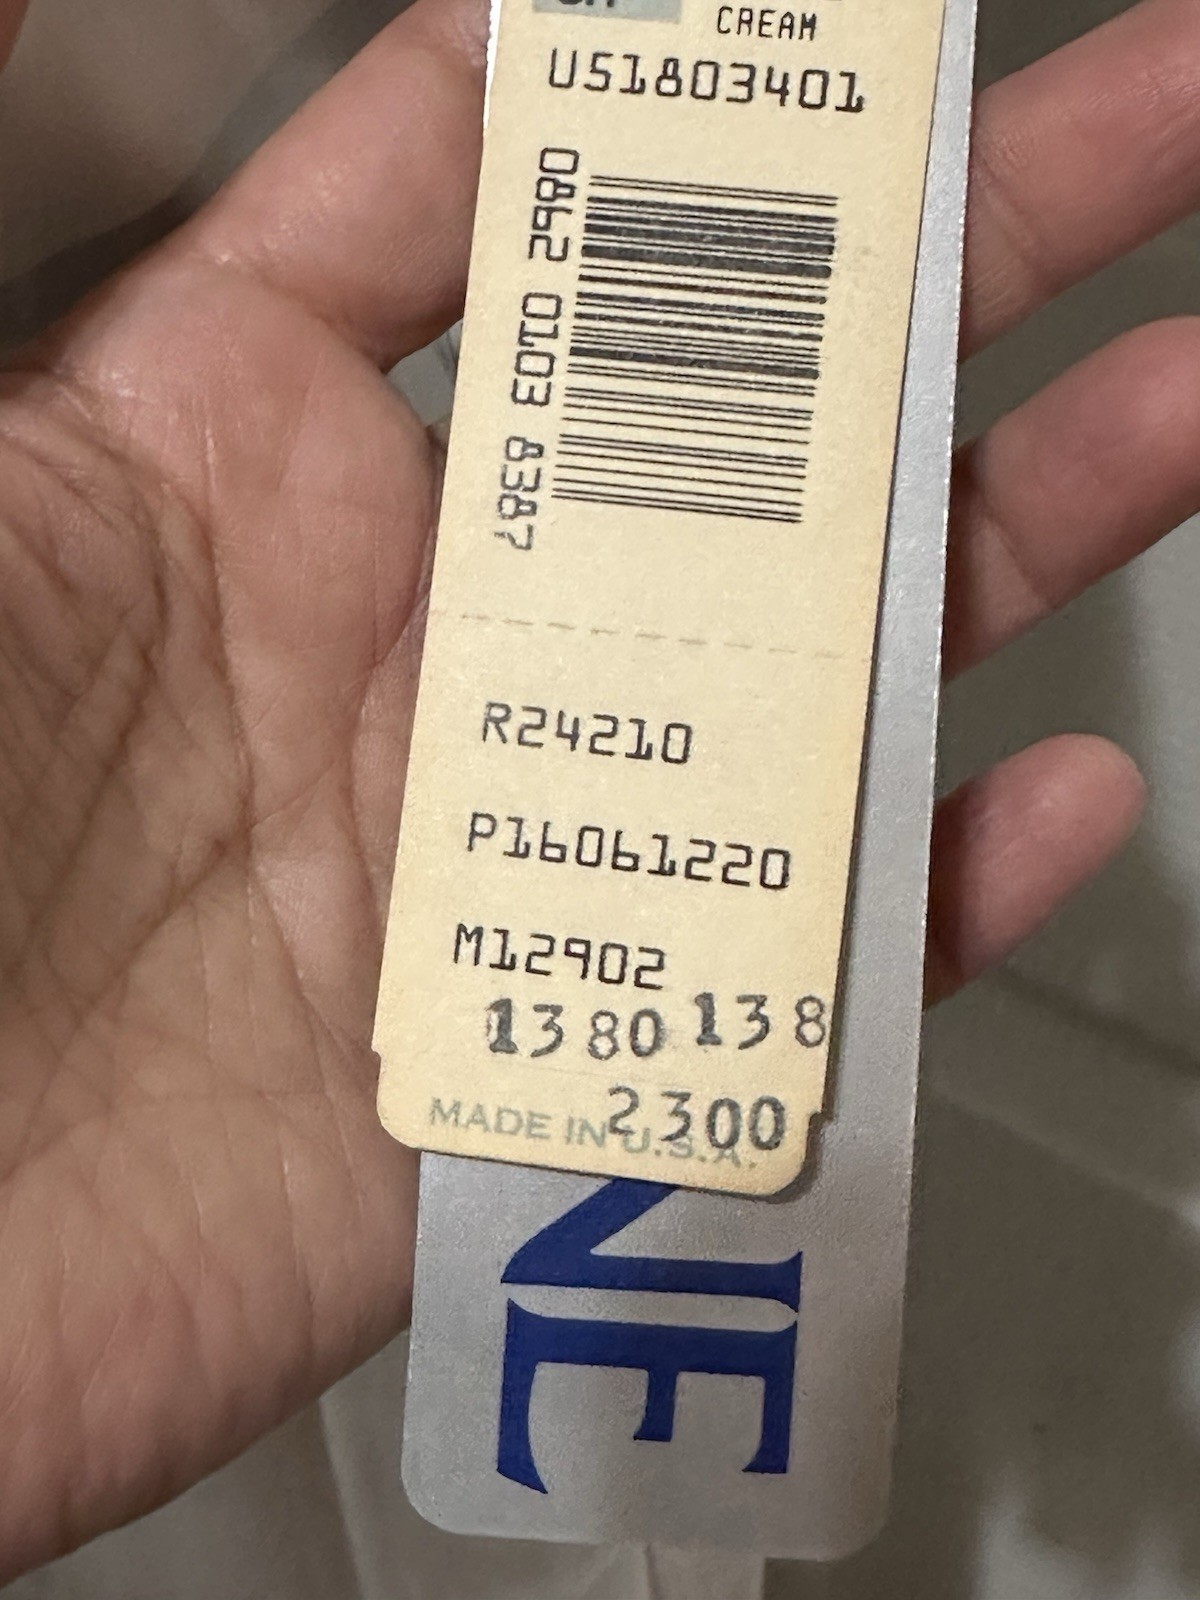 CREAM
U51803401
0862 0103 8387
R24210
P16061220
M12902
1380 138
2300
MADE IN U.S.A.
NE